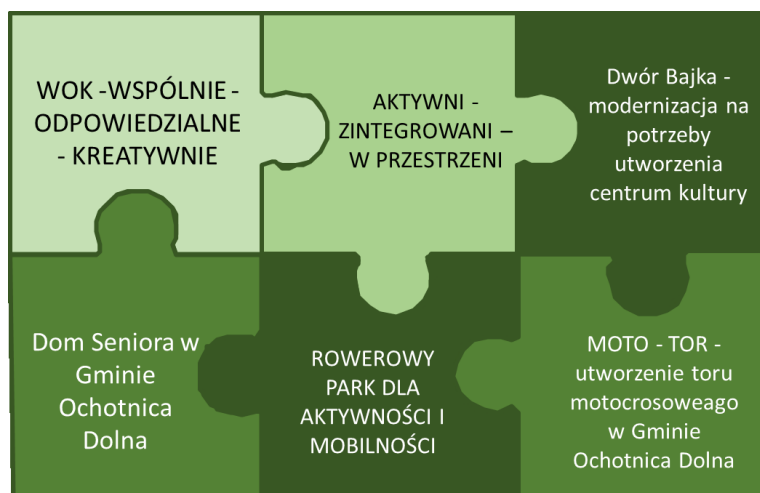 WOK -WSPÓLNIE -
ODPOWIEDZIALNE
- KREATYWNIE
AKTYWNI -
ZINTEGROWANI –
W PRZESTRZENI
Dwór Bajka -
modernizacja na
potrzeby
utworzenia
centrum kultury
Dom Seniora w
Gminie
Ochotnica
Dolna
ROWEROWY
PARK DLA
AKTYWNOŚCI I
MOBILNOŚCI
MOTO - TOR -
utworzenie toru
motocrosoweago
w Gminie
Ochotnica Dolna